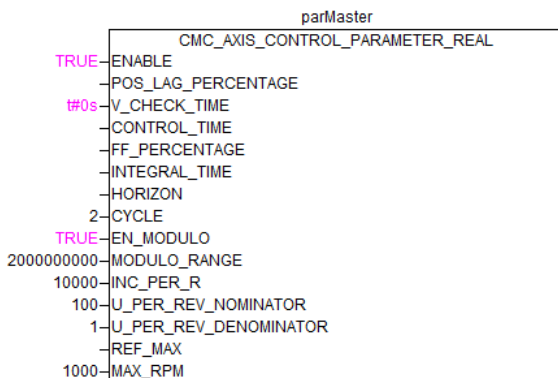 parMaster
CMC_AXIS_CONTROL_PARAMETER_REAL
TRUE ENABLE
POS_LAG_PERCENTAGE
t#0s V_CHECK_TIME
CONTROL_TIME
FF_PERCENTAGE
INTEGRAL_TIME
HORIZON
2 CYCLE
TRUE EN_MODULO
2000000000 MODULO_RANGE
10000 INC_PER_R
100 U_PER_REV_NOMINATOR
1 U_PER_REV_DENOMINATOR
REF_MAX
1000 MAX_RPM